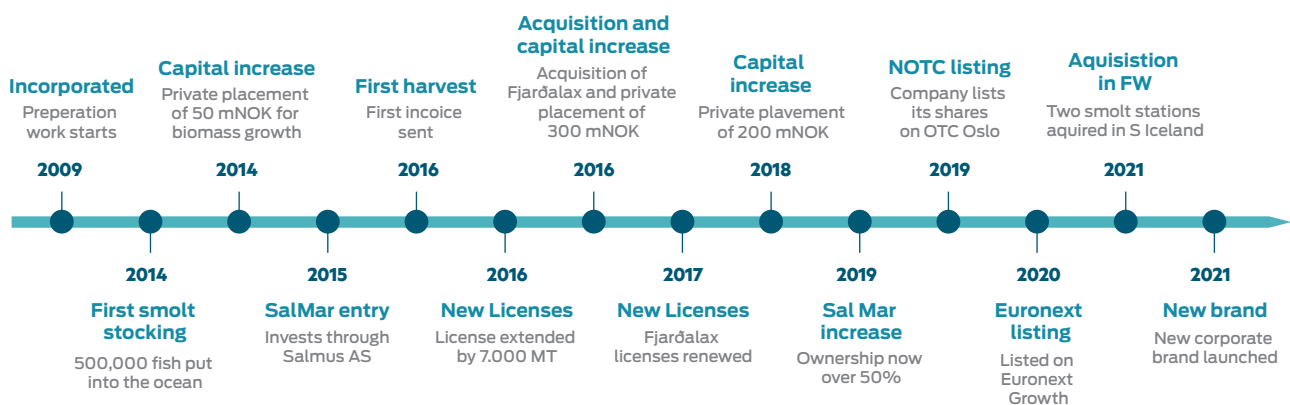 Incorporated
Preperation
work starts
2009
2014
First smolt
stocking
500,000 fish put
into the ocean
Capital increase
Private placement
of 50 mNOK for
biomass growth
2014
2015
SalMar entry
Invests through
Salmus AS
First harvest
First incoice
sent
2016
2016
New Licenses
License extended
by 7.000 MT
Acquisition and
capital increase
Acquisition of
Fjarðalax and private
placement of
300 mNOK
2016
2017
New Licenses
Fjarðalax
licenses renewed
Capital
increase
Private plavement
of 200 mNOK
2018
2019
Sal Mar
increase
Ownership now
over 50%
NOTC listing
Company lists
its shares
on OTC Oslo
2019
2020
Euronext
listing
Listed on
Euronext
Growth
Aquisistion
in FW
Two smolt stations
aquired in S Iceland
2021
2021
New brand
New corporate
brand launched